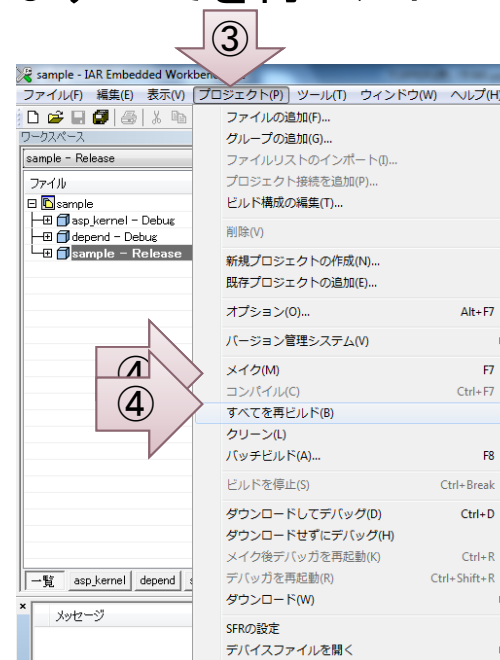 ③
sample - IAR Embedded Workben
ファイル(F) 編集(E) 表示(V) プロジェクト(P) ツール(T) ウィンドウ(W) ヘルプ(H)
ワークスペース
sample - Release
ファイル
sample
asp_kernel - Debug
depend - Debug
sample - Release
ファイルの追加(F)...
グループの追加(G)...
ファイルリストのインポート(I)...
プロジェクト接続を追加(P)...
ビルド構成の編集(T)...
削除(V)
新規プロジェクトの作成(N)...
既存プロジェクトの追加(E)...
オプション(O)... Alt+F7
バージョン管理システム(V)
④
メイク(M) F7
コンパイル(C) Ctrl+F7
④
すべてを再ビルド(B)
クリーン(L)
バッチビルド(A)... F8
ビルドを停止(S) Ctrl+Break
ダウンロードしてデバッグ(D) Ctrl+D
ダウンロードせずにデバッグ(H)
メイク後デバッガを再起動(K) Ctrl+R
デバッガを再起動(R) Ctrl+Shift+R
ダウンロード(W)
SFRの設定
デバイスファイルを開く
一覧 asp_kernel depend s
メッセージ